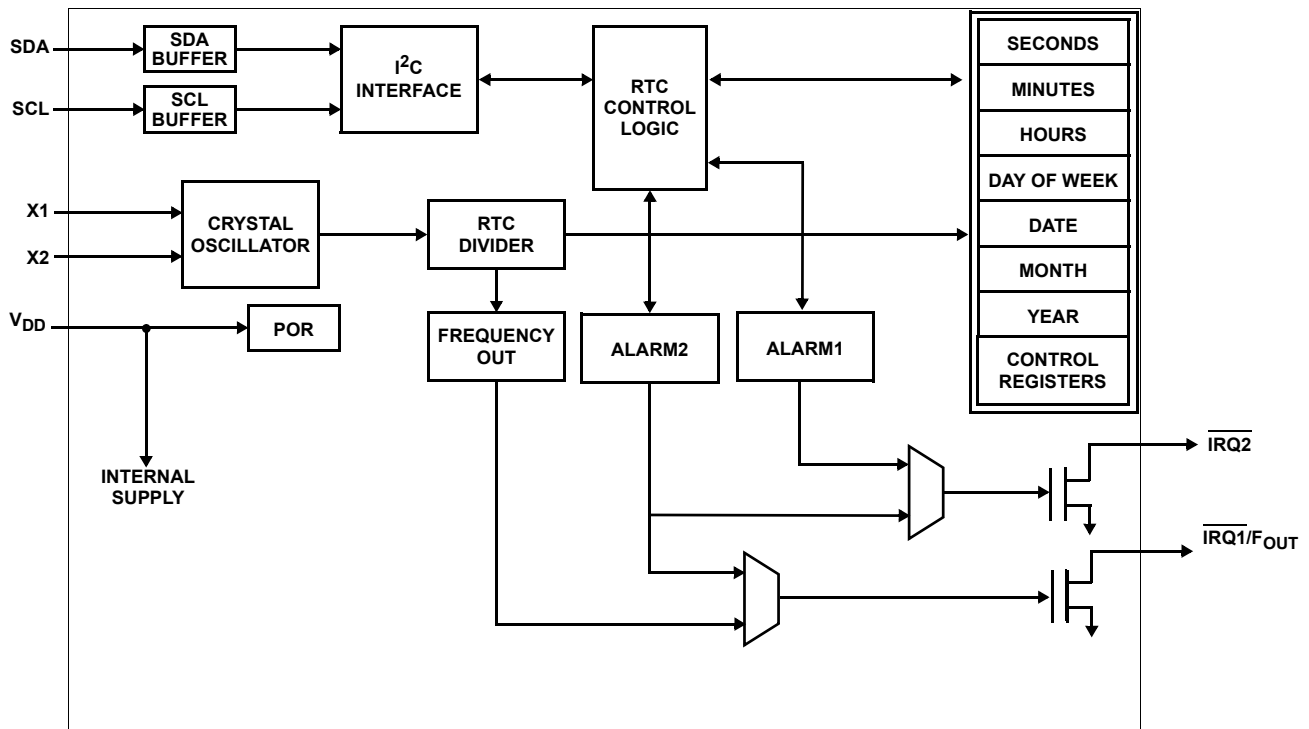 SDA
SDA
BUFFER
SCL
SCL
BUFFER
I²C
INTERFACE
RTC
CONTROL
LOGIC
SECONDS
MINUTES
HOURS
DAY OF WEEK
DATE
MONTH
YEAR
CONTROL
REGISTERS
X1
X2
CRYSTAL
OSCILLATOR
RTC
DIVIDER
VDD
POR
FREQUENCY
OUT
ALARM2
ALARM1
INTERNAL
SUPPLY
IRQ2
IRQ1/FOUT